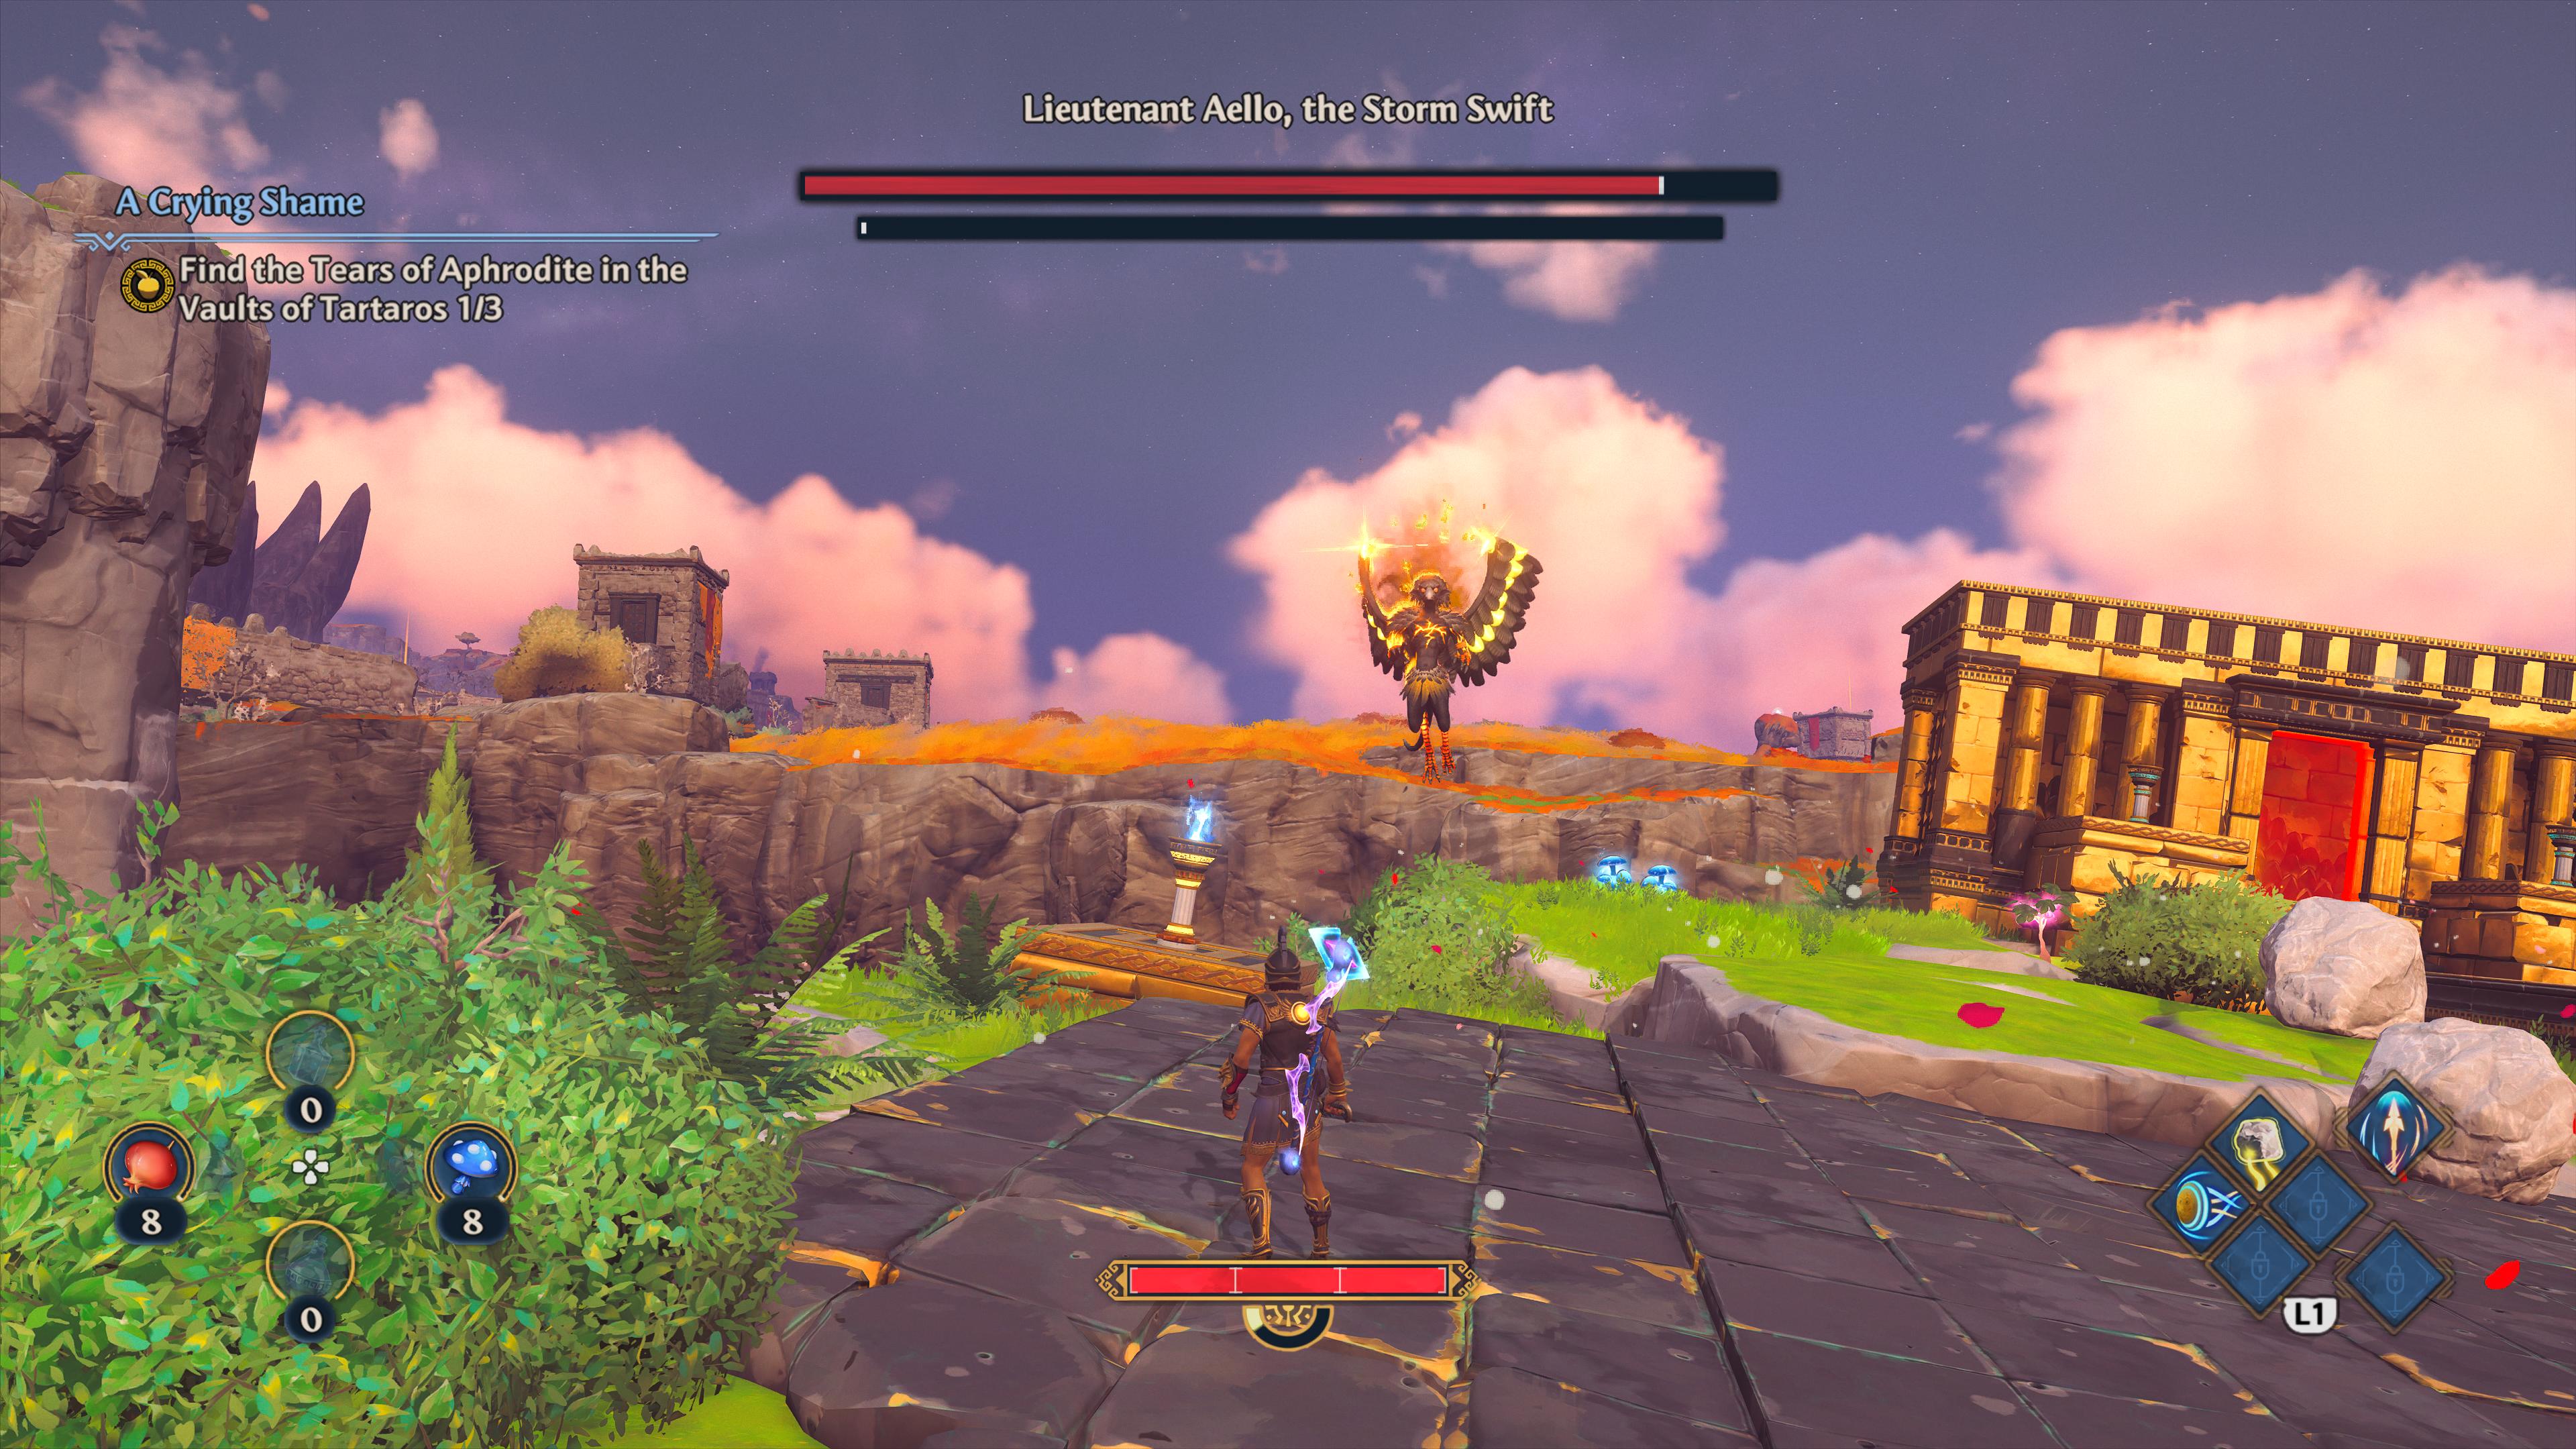 Lieutenant Aello, the Storm Swift
A Crying Shame
Find the Tears of Aphrodite in the
Vaults of Tartaros 1/3
0
8
8
0
L1